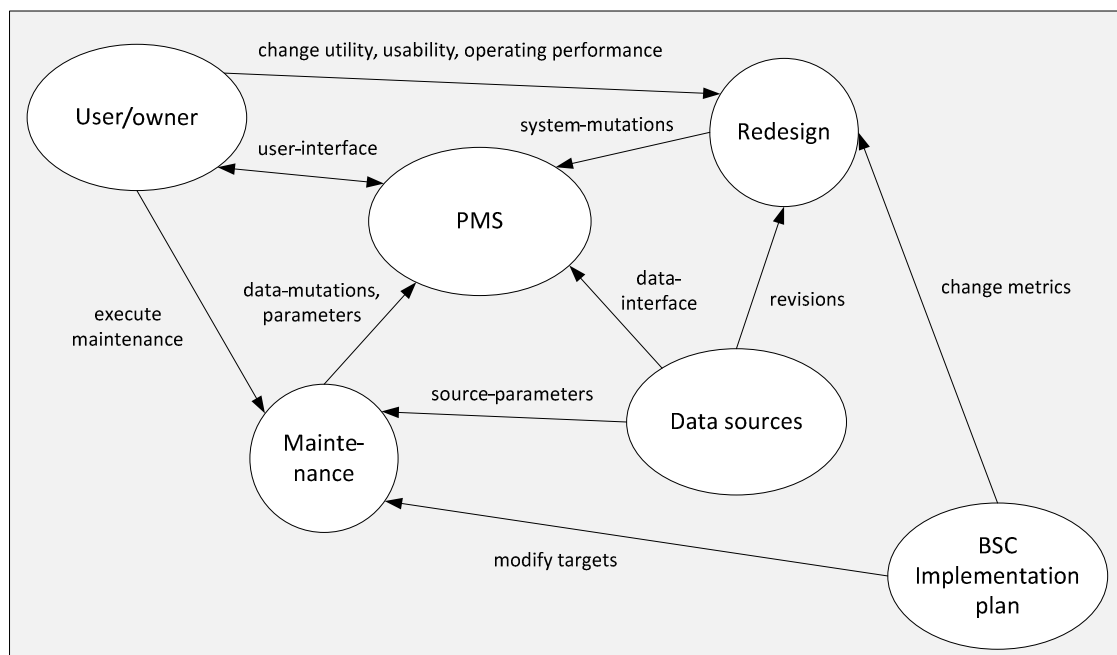 change utility, usability, operating performance
User/owner
Redesign
system-mutations
user-interface
PMS
data-
interface
data-mutations,
parameters
revisions
change metrics
execute
maintenance
source-parameters
Data sources
Mainte-
nance
modify targets
BSC
Implementation
plan